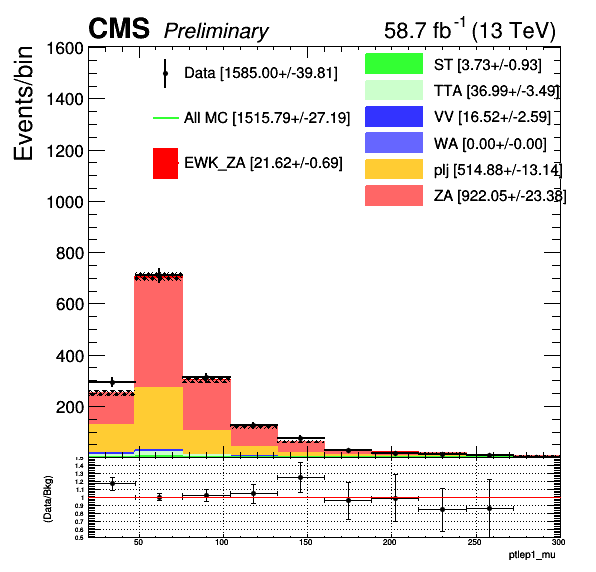 CMS Preliminary 58.7 fb⁻¹ (13 TeV)
Events/bin
1600
1400
1200
1000
800
600
400
200
Data [1585.00+/-39.81]
All MC [1515.79+/-27.19]
EWK_ZA [21.62+/-0.69]
ST [3.73+/-0.93]
TTA [36.99+/-3.49]
VV [16.52+/-2.59]
WA [0.00+/-0.00]
plj [514.88+/-13.14]
ZA [922.05+/-23.38]
(Data/Bkg)
1.5
1.4
1.3
1.2
1.1
1
0.9
0.8
0.7
0.6
0.5
50 100 150 200 250 300
ptlep1_mu